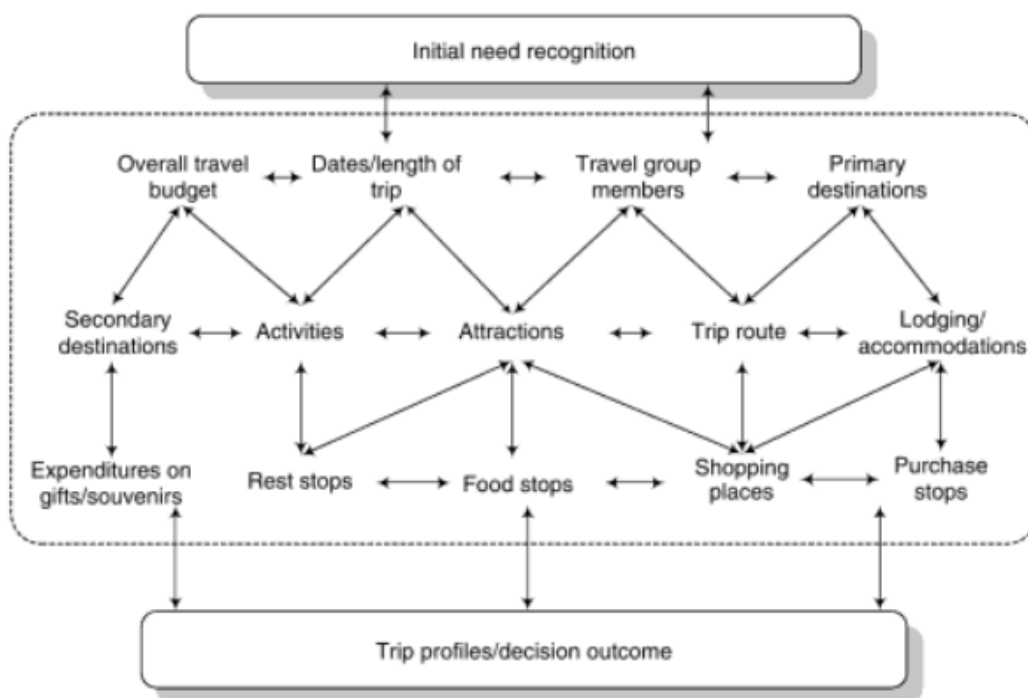 Initial need recognition
Overall travel
budget
Dates/length of
trip
Travel group
members
Primary
destinations
Secondary
destinations
Activities
Attractions
Trip route
Lodging/
accommodations
Expenditures on
gifts/souvenirs
Rest stops
Food stops
Shopping
places
Purchase
stops
Trip profiles/decision outcome